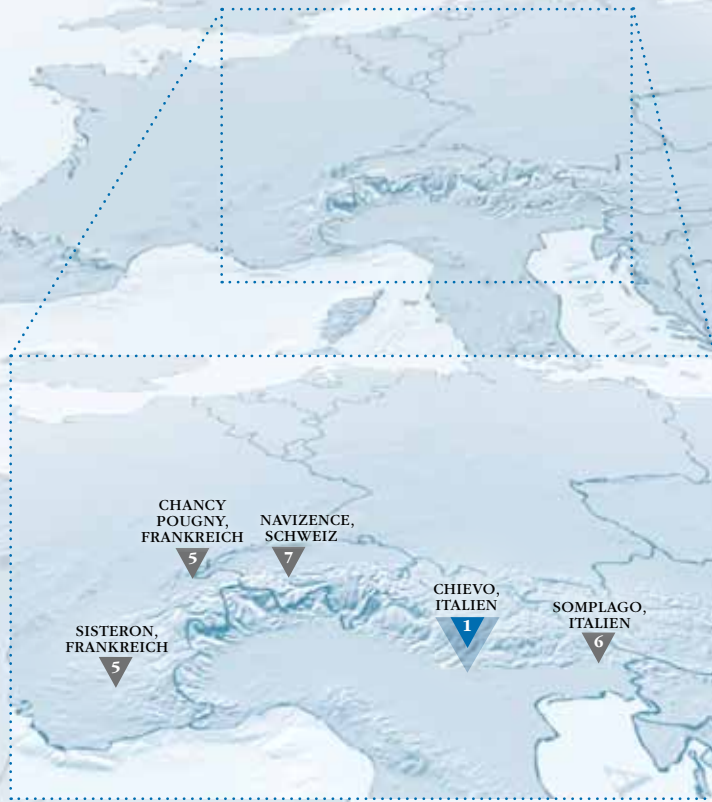 CHANCY
POUGNY,
FRANKREICH
5
NAVIZENCE,
SCHWEIZ
7
CHIEVO,
ITALIEN
1
SOMPLAGO,
ITALIEN
6
SISTERON,
FRANKREICH
5